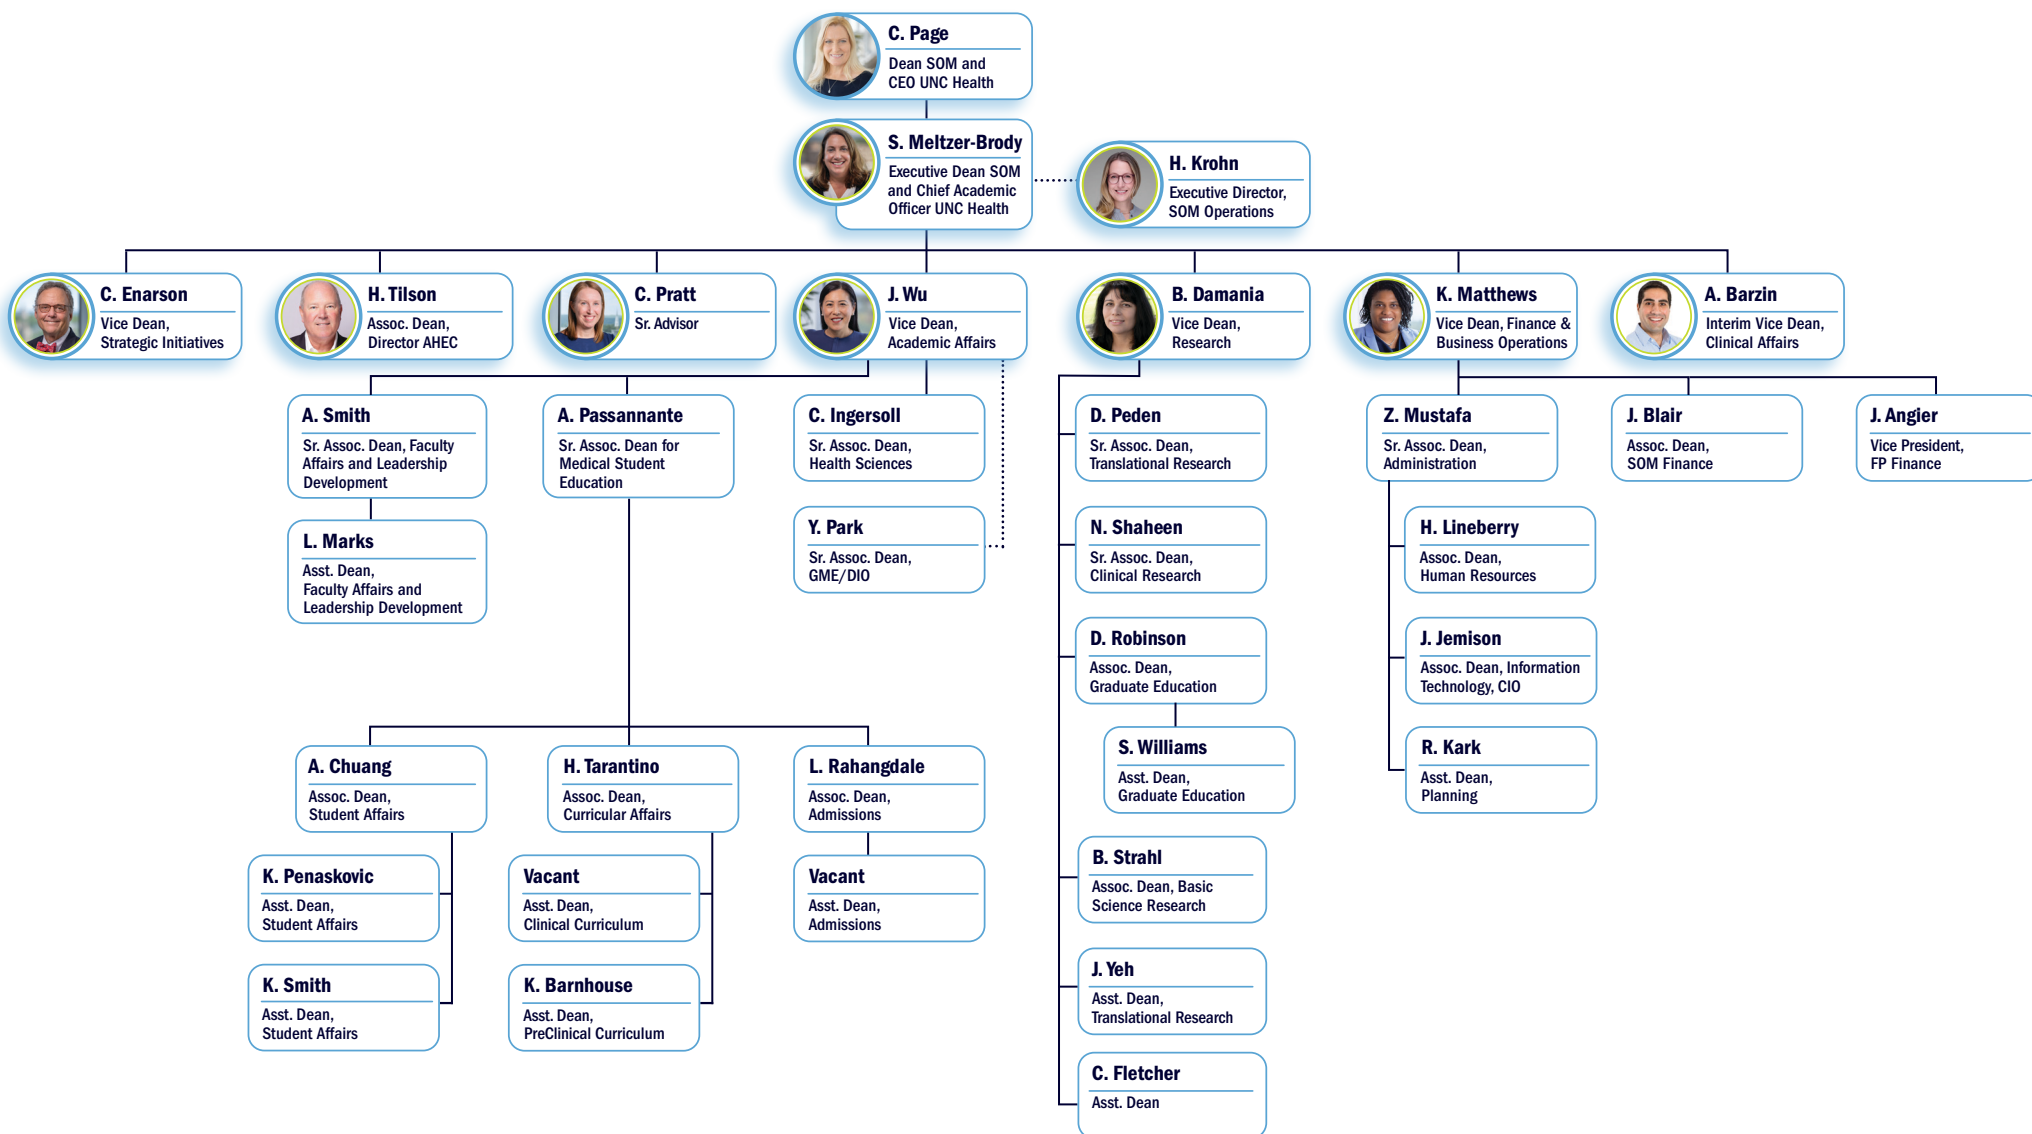 C. Page
Dean SOM and
CEO UNC Health
S. Meltzer-Brody
Executive Dean SOM
and Chief Academic
Officer UNC Health
H. Krohn
Executive Director,
SOM Operations
C. Enarson
Vice Dean,
Strategic Initiatives
H. Tilson
Assoc. Dean,
Director AHEC
C. Pratt
Sr. Advisor
J. Wu
Vice Dean,
Academic Affairs
B. Damania
Vice Dean,
Research
K. Matthews
Vice Dean, Finance &
Business Operations
A. Barzin
Interim Vice Dean,
Clinical Affairs
A. Smith
Sr. Assoc. Dean, Faculty
Affairs and Leadership
Development
A. Passannante
Sr. Assoc. Dean for
Medical Student
Education
C. Ingersoll
Sr. Assoc. Dean,
Health Sciences
D. Peden
Sr. Assoc. Dean,
Translational Research
Z. Mustafa
Sr. Assoc. Dean,
Administration
J. Blair
Assoc. Dean,
SOM Finance
J. Angier
Vice President,
FP Finance
L. Marks
Asst. Dean,
Faculty Affairs and
Leadership Development
Y. Park
Sr. Assoc. Dean,
GME/DIO
N. Shaheen
Sr. Assoc. Dean,
Clinical Research
H. Lineberry
Assoc. Dean,
Human Resources
D. Robinson
Assoc. Dean,
Graduate Education
J. Jemison
Assoc. Dean, Information
Technology, CIO
S. Williams
Asst. Dean,
Graduate Education
R. Kark
Asst. Dean,
Planning
A. Chuang
Assoc. Dean,
Student Affairs
H. Tarantino
Assoc. Dean,
Curricular Affairs
L. Rahangdale
Assoc. Dean,
Admissions
K. Penaskovic
Asst. Dean,
Student Affairs
Vacant
Asst. Dean,
Clinical Curriculum
Vacant
Asst. Dean,
Admissions
B. Strahl
Assoc. Dean, Basic
Science Research
K. Smith
Asst. Dean,
Student Affairs
K. Barnhouse
Asst. Dean,
PreClinical Curriculum
J. Yeh
Asst. Dean,
Translational Research
C. Fletcher
Asst. Dean